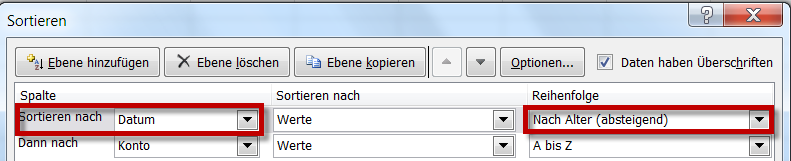 Sortieren
Ebene hinzufügen Ebene löschen Ebene kopieren Optionen... Daten haben Überschriften
Spalte Sortieren nach Reihenfolge
Sortieren nach Datum Werte Nach Alter (absteigend)
Dann nach Konto Werte A bis Z